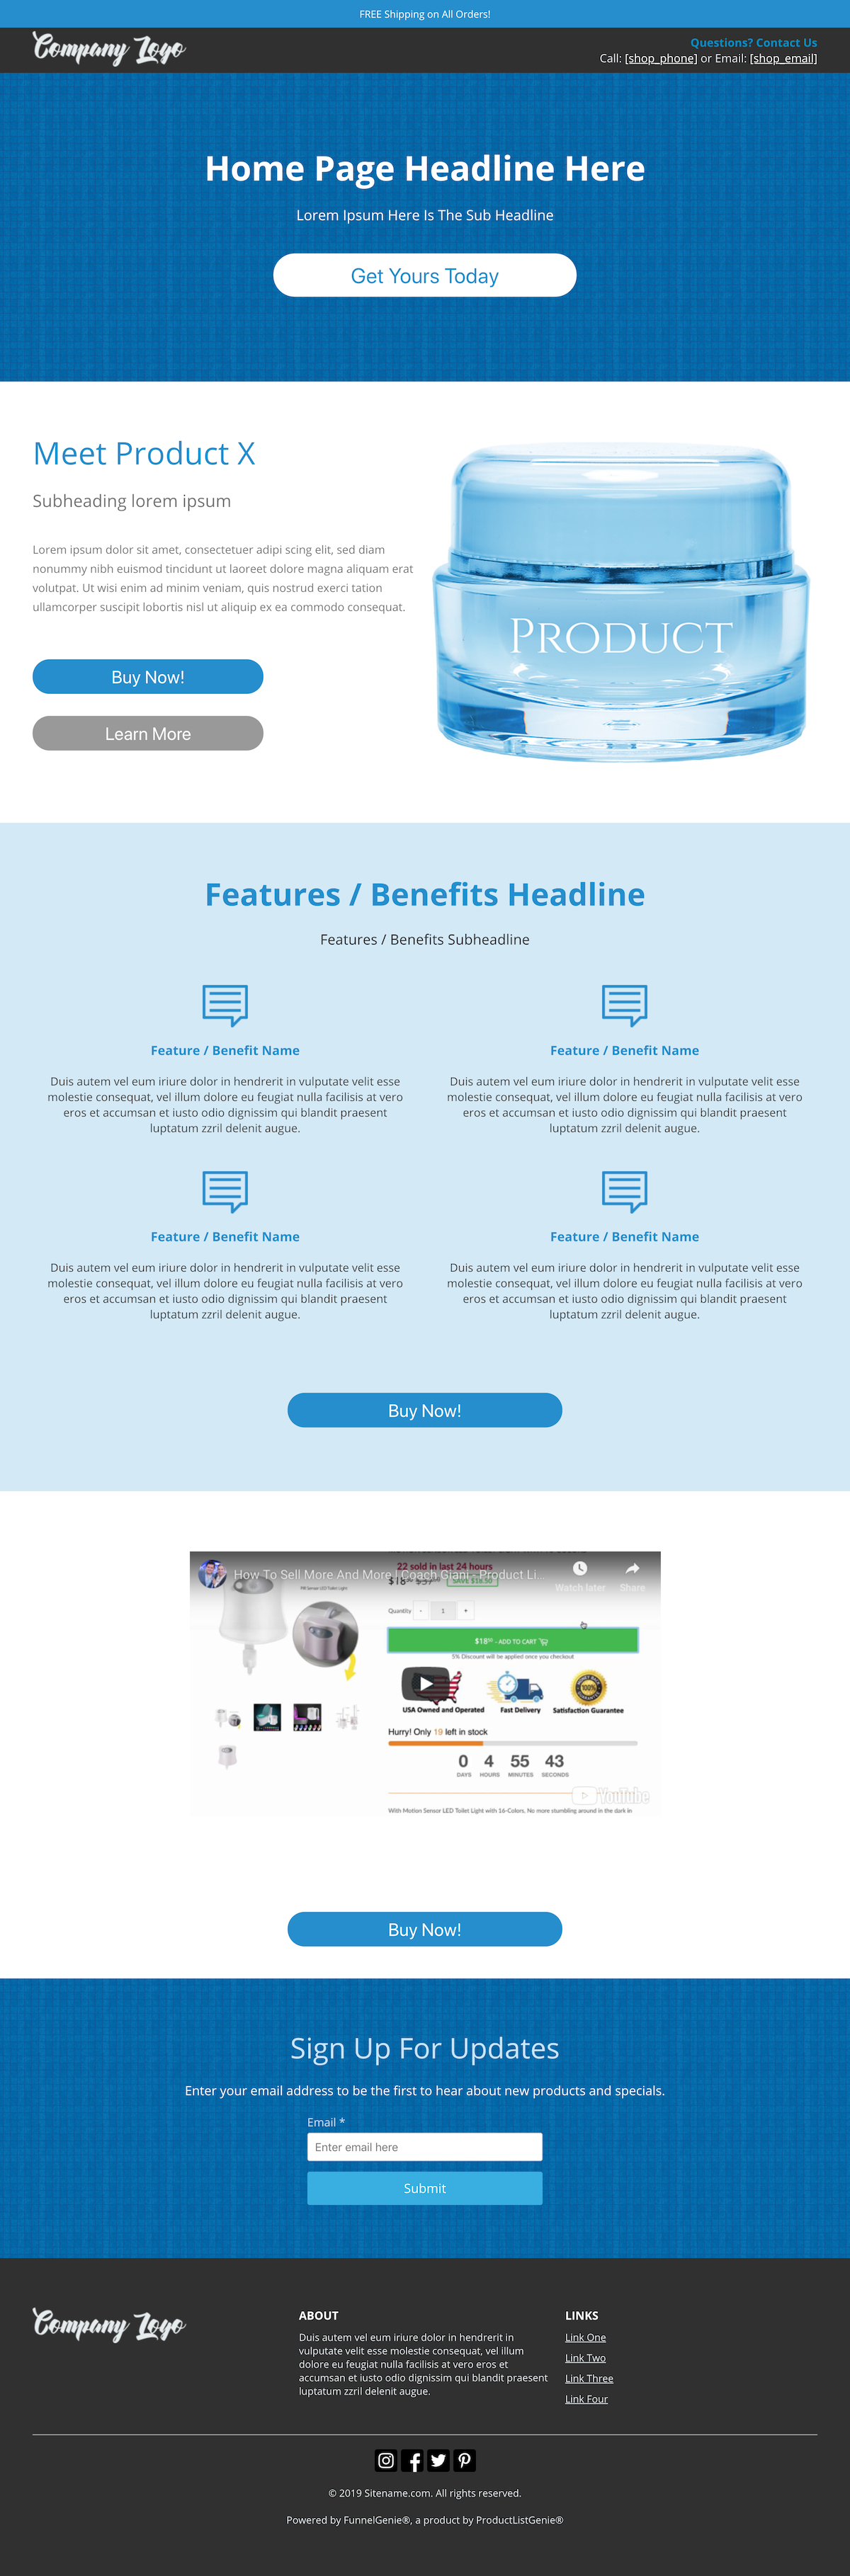 FREE Shipping on All Orders!
Company Logo
Questions? Contact Us
Call: [shop_phone] or Email: [shop_email]
Home Page Headline Here
Lorem Ipsum Here Is The Sub Headline
Get Yours Today
Meet Product X
Subheading lorem ipsum
Lorem ipsum dolor sit amet, consectetuer adipi scing elit, sed diam
nonummy nibh euismod tincidunt ut laoreet dolore magna aliquam erat
volutpat. Ut wisi enim ad minim veniam, quis nostrud exerci tation
ullamcorper suscipit lobortis nisl ut aliquip ex ea commodo consequat.
Buy Now!
Learn More
PRODUCT
Features / Benefits Headline
Features / Benefits Subheadline
Feature / Benefit Name
Duis autem vel eum iriure dolor in hendrerit in vulputate velit esse
molestie consequat, vel illum dolore eu feugiat nulla facilisis at vero
eros et accumsan et iusto odio dignissim qui blandit praesent
luptatum zzril delenit augue.
Feature / Benefit Name
Duis autem vel eum iriure dolor in hendrerit in vulputate velit esse
molestie consequat, vel illum dolore eu feugiat nulla facilisis at vero
eros et accumsan et iusto odio dignissim qui blandit praesent
luptatum zzril delenit augue.
Feature / Benefit Name
Duis autem vel eum iriure dolor in hendrerit in vulputate velit esse
molestie consequat, vel illum dolore eu feugiat nulla facilisis at vero
eros et accumsan et iusto odio dignissim qui blandit praesent
luptatum zzril delenit augue.
Feature / Benefit Name
Duis autem vel eum iriure dolor in hendrerit in vulputate velit esse
molestie consequat, vel illum dolore eu feugiat nulla facilisis at vero
eros et accumsan et iusto odio dignissim qui blandit praesent
luptatum zzril delenit augue.
Buy Now!
How To Sell More And More | Coach Gian - Product Li...
Watch later
Share
22 sold in last 24 hours
SAVE $18.50
Quantity - 1 +
- ADD TO CART
5% Discount will be applied once you checkout
USA Owned and Operated
Fast Delivery
100%
Satisfaction Guarantee
Hurry! Only 19 left in stock
0 4 55 43
DAYS HOURS MINUTES SECONDS
YouTube
With Motion Sensor LED Toilet Light with 16-Colors. No more stumbling around in the dark in
Buy Now!
Sign Up For Updates
Enter your email address to be the first to hear about new products and specials.
Email *
Enter email here
Submit
Company Logo
ABOUT
Duis autem vel eum iriure dolor in hendrerit in
vulputate velit esse molestie consequat, vel illum
dolore eu feugiat nulla facilisis at vero eros et
accumsan et iusto odio dignissim qui blandit praesent
luptatum zzril delenit augue.
LINKS
Link One
Link Two
Link Three
Link Four
© 2019 Sitename.com. All rights reserved.
Powered by FunnelGenie®, a product by ProductListGenie®